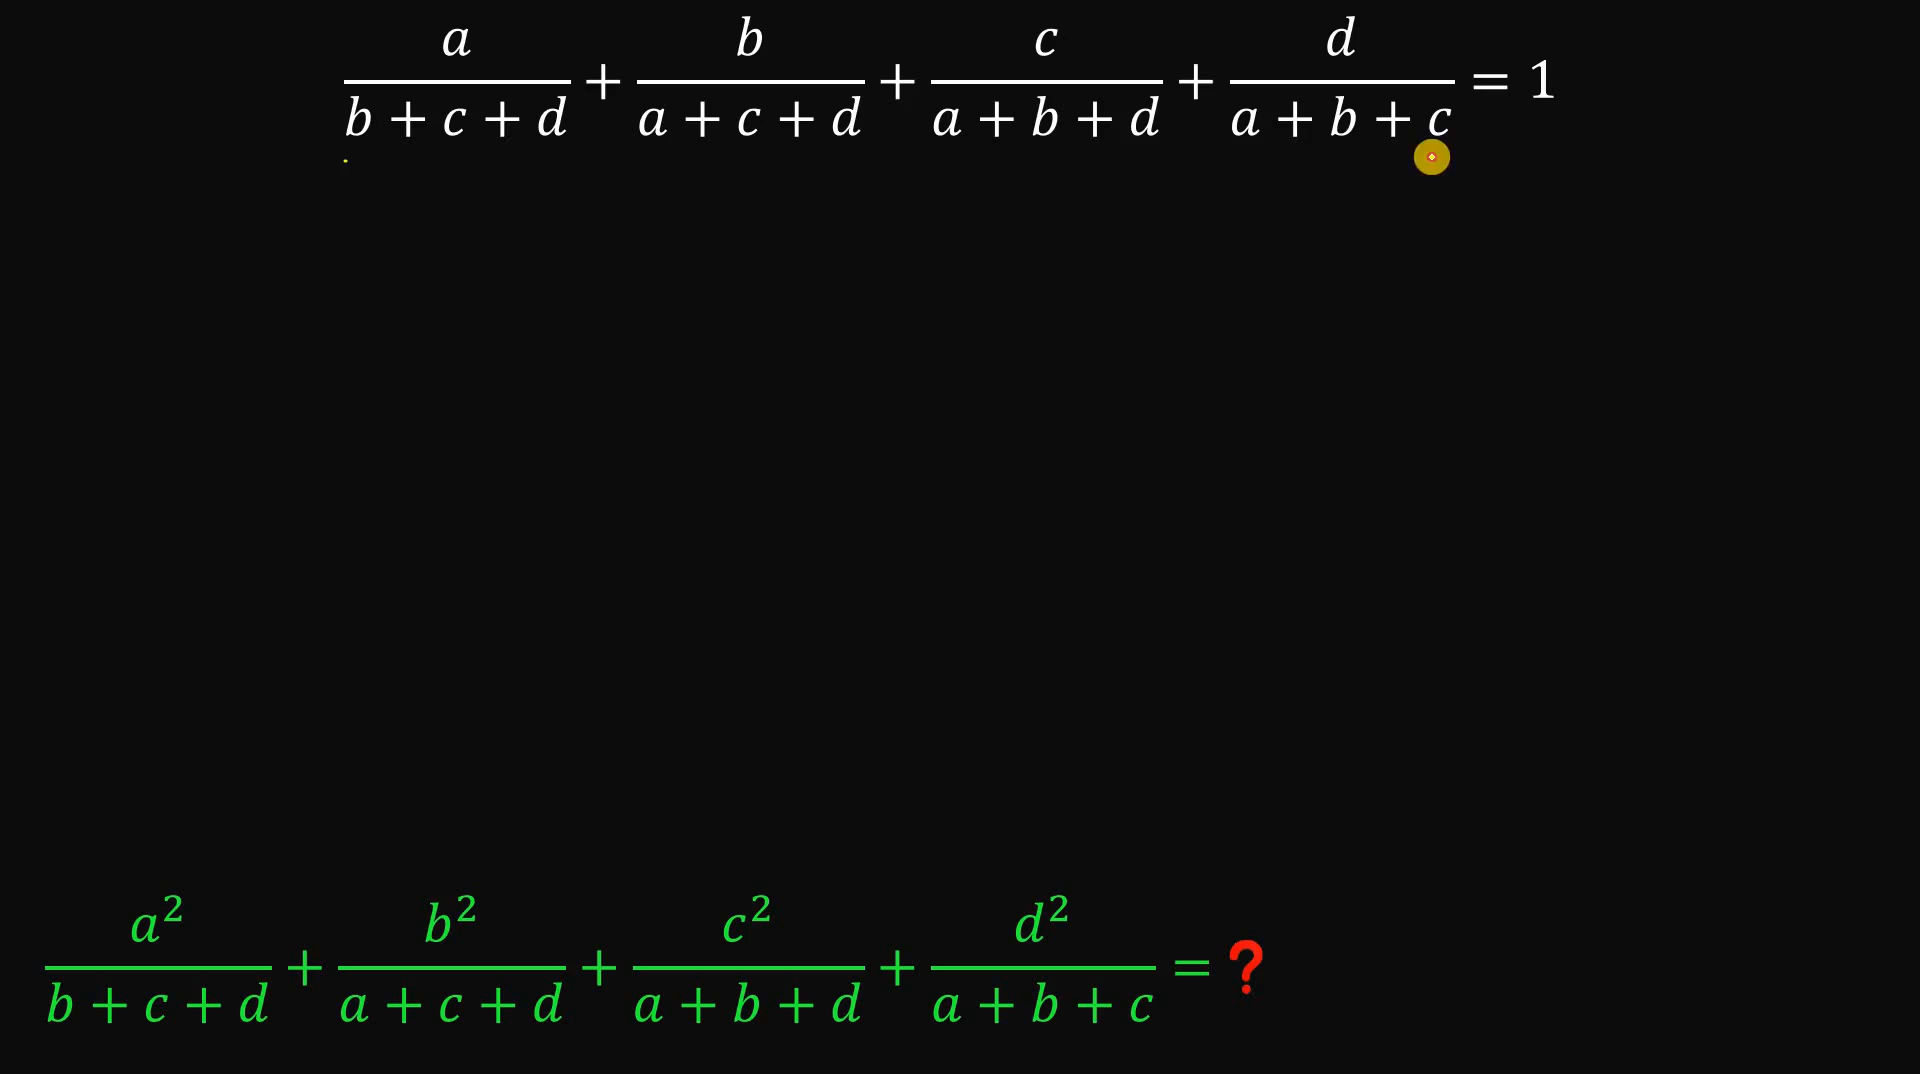 a/(b + c + d) + b/(a + c + d) + c/(a + b + d) + d/(a + b + c) = 1
a²/(b + c + d) + b²/(a + c + d) + c²/(a + b + d) + d²/(a + b + c) = ?